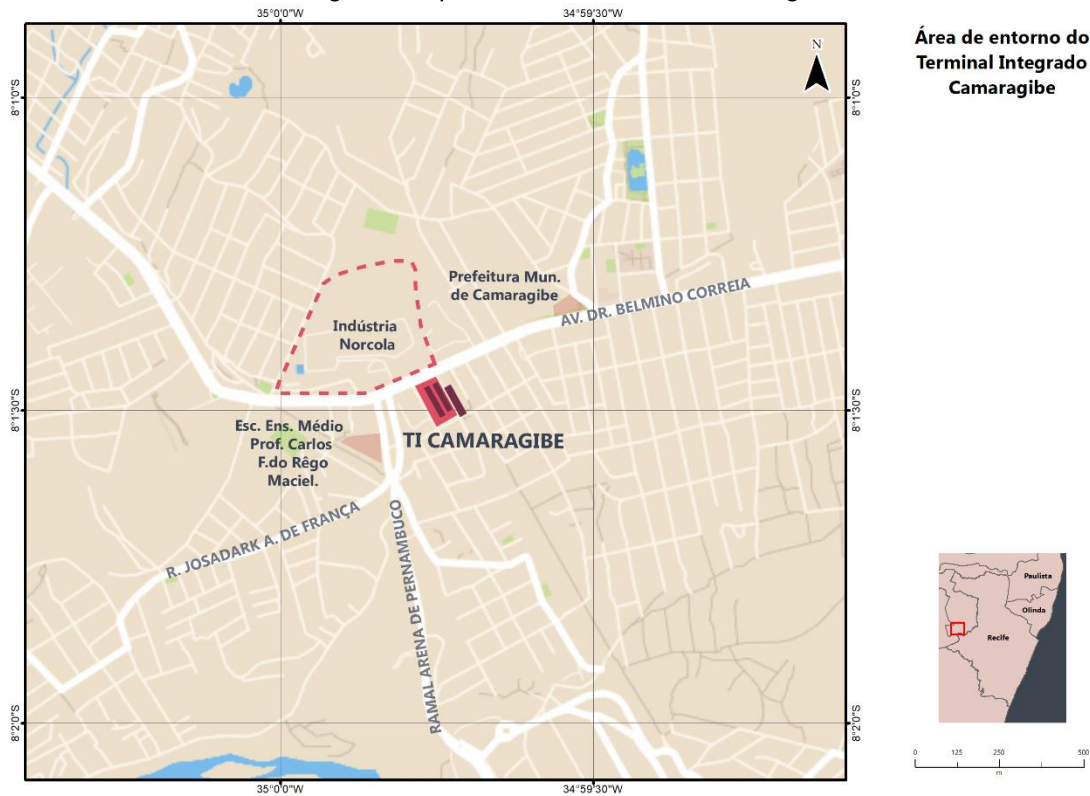 35°0'0"W
34°59'30"W
Área de entorno do
Terminal Integrado
Camaragibe
N
8°1'0"S
8°1'0"S
Prefeitura Mun.
de Camaragibe
AV. DR. BELMINO CORREIA
Indústria
Norcola
8°1'30"S
8°1'30"S
Esc. Ens. Médio
Prof. Carlos
F.do Rêgo
Maciel.
TI CAMARAGIBE
R. JOSADARK A. DE FRANÇA
RAMAL ARENA DE PERNAMBUCO
Paulista
Olinda
Recife
8°2'0"S
8°2'0"S
0 125 250 500
m
35°0'0"W
34°59'30"W